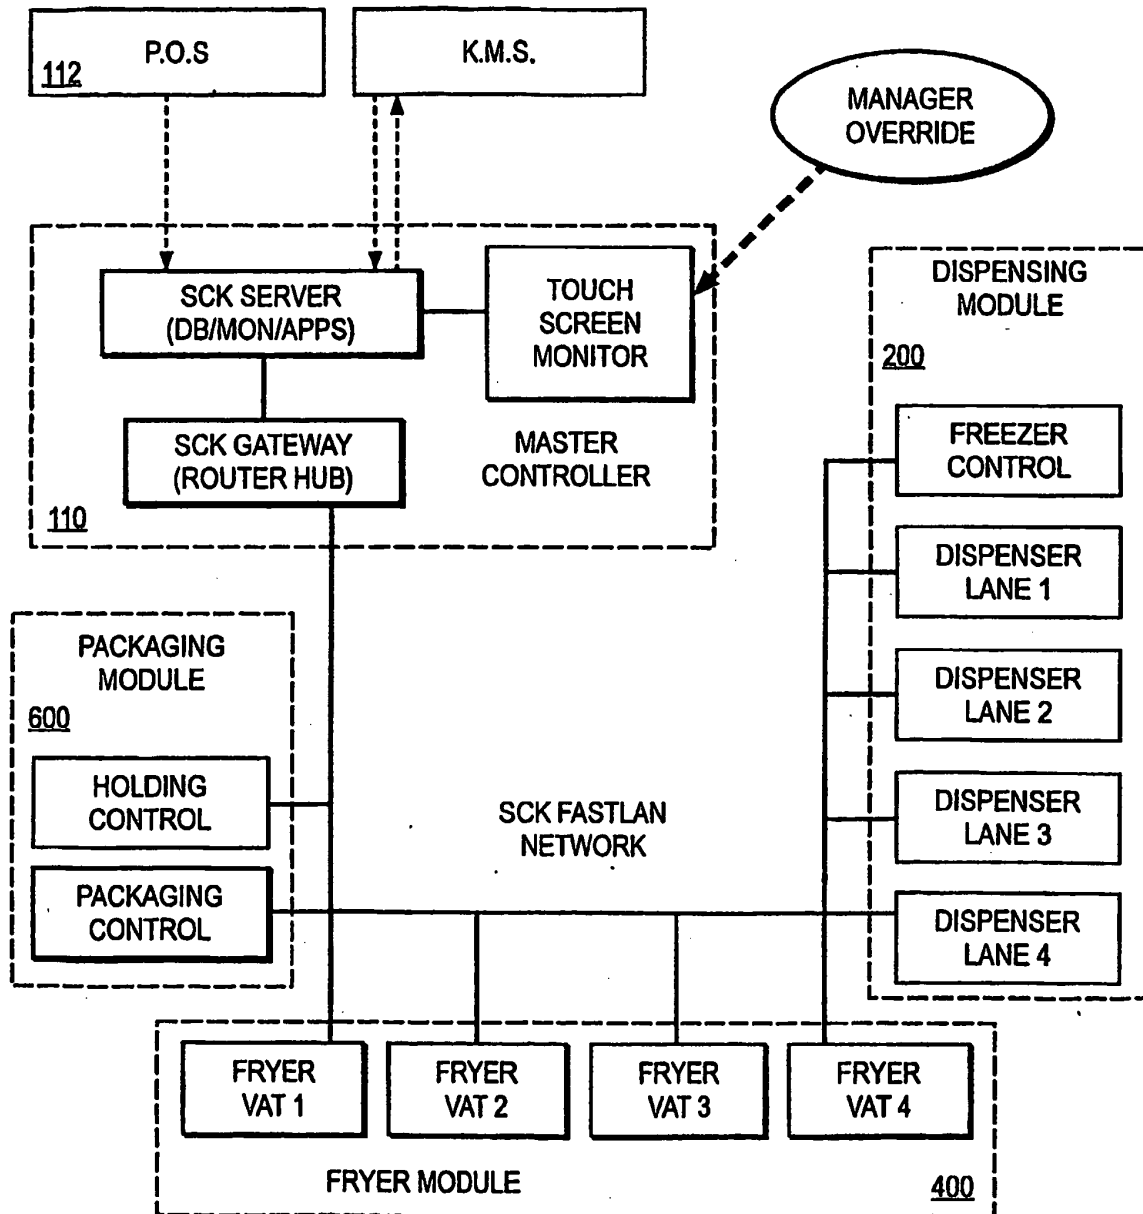 P.O.S
112
K.M.S.
MANAGER
OVERRIDE
SCK SERVER
(DB/MON/APPS)
TOUCH
SCREEN
MONITOR
SCK GATEWAY
(ROUTER HUB)
MASTER
CONTROLLER
110
DISPENSING
MODULE
200
FREEZER
CONTROL
DISPENSER
LANE 1
DISPENSER
LANE 2
DISPENSER
LANE 3
DISPENSER
LANE 4
PACKAGING
MODULE
600
HOLDING
CONTROL
PACKAGING
CONTROL
SCK FASTLAN
NETWORK
FRYER
VAT 1
FRYER
VAT 2
FRYER
VAT 3
FRYER
VAT 4
FRYER MODULE
400